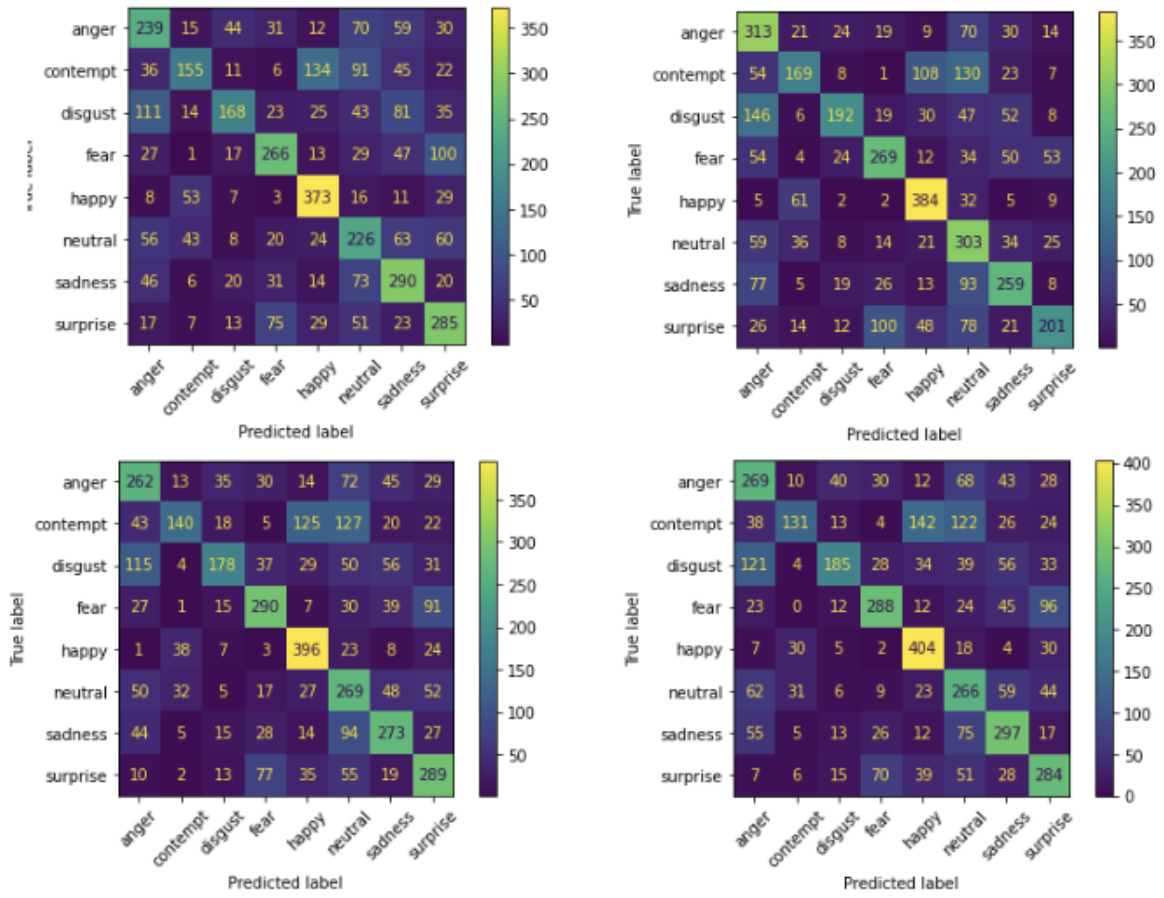 anger 239 15 44 31 12 70 59 30
contempt 36 155 11 6 134 91 45 22
disgust 111 14 168 23 25 43 81 35
fear 27 1 17 266 13 29 47 100
happy 8 53 7 3 373 16 11 29
neutral 56 43 8 20 24 226 63 60
sadness 46 6 20 31 14 73 290 20
surprise 17 7 13 75 29 51 23 285
anger contempt disgust fear happy neutral sadness surprise
Predicted label
350
300
250
200
150
100
50
True label
anger 313 21 24 19 9 70 30 14
contempt 54 169 8 1 108 130 23 7
disgust 146 6 192 19 30 47 52 8
fear 54 4 24 269 12 34 50 53
happy 5 61 2 2 384 32 5 9
neutral 59 36 8 14 21 303 34 25
sadness 77 5 19 26 13 93 259 8
surprise 26 14 12 100 48 78 21 201
anger contempt disgust fear happy neutral sadness surprise
Predicted label
350
300
250
200
150
100
50
True label
anger 262 13 35 30 14 72 45 29
contempt 43 140 18 5 125 127 20 22
disgust 115 4 178 37 29 50 56 31
fear 27 1 15 290 7 30 39 91
happy 1 38 7 3 396 23 8 24
neutral 50 32 5 17 27 269 48 52
sadness 44 5 15 28 14 94 273 27
surprise 10 2 13 77 35 55 19 289
anger contempt disgust fear happy neutral sadness surprise
Predicted label
350
300
250
200
150
100
50
True label
anger 269 10 40 30 12 68 43 28
contempt 38 131 13 4 142 122 26 24
disgust 121 4 185 28 34 39 56 33
fear 23 0 12 288 12 24 45 96
happy 7 30 5 2 404 18 4 30
neutral 62 31 6 9 23 266 59 44
sadness 55 5 13 26 12 75 297 17
surprise 7 6 15 70 39 51 28 284
anger contempt disgust fear happy neutral sadness surprise
Predicted label
400
350
300
250
200
150
100
50
0